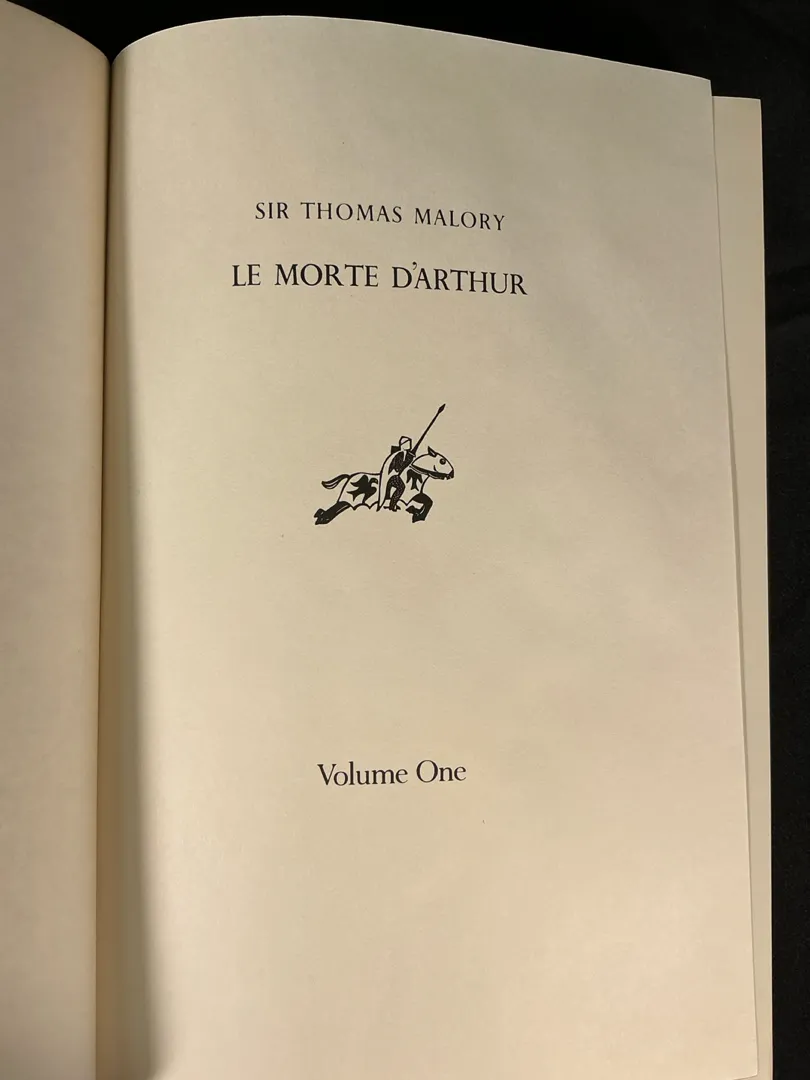 SIR THOMAS MALORY
LE MORTE D'ARTHUR
Volume One